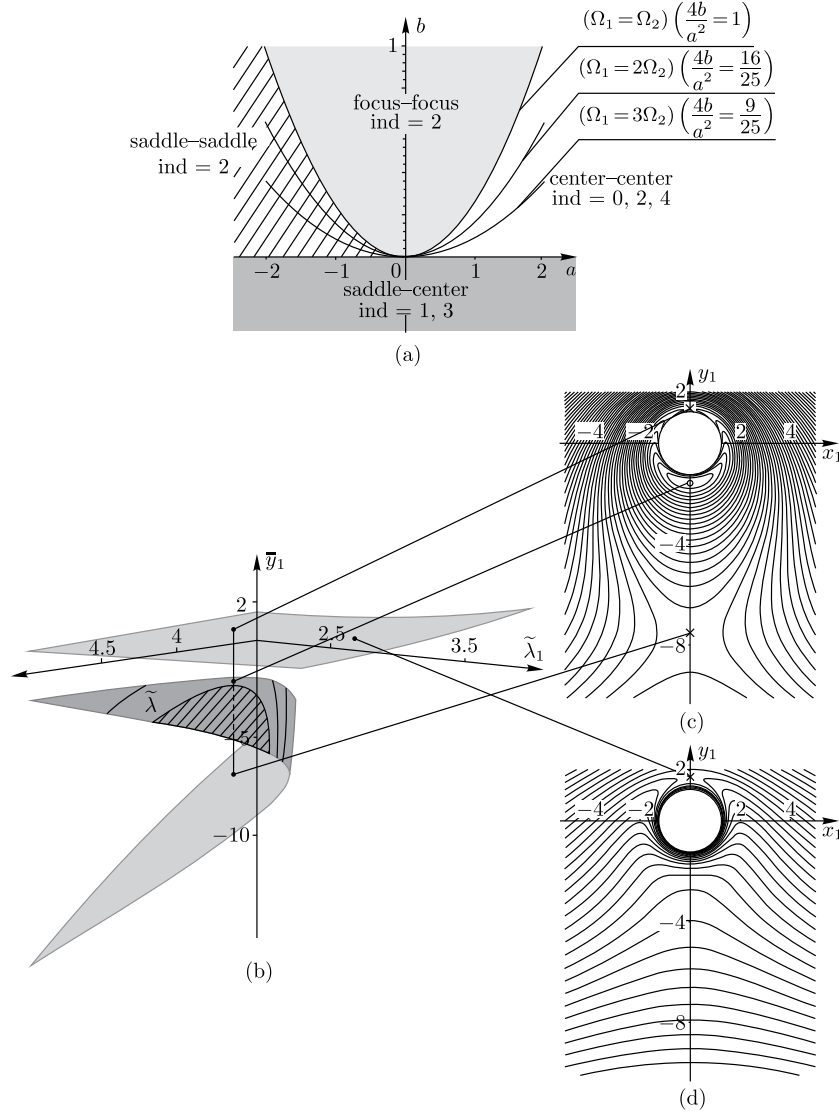 b
1
(Ω₁ = Ω₂) (4b/a² = 1)
(Ω₁ = 2Ω₂) (4b/a² = 16/25)
(Ω₁ = 3Ω₂) (4b/a² = 9/25)
focus–focus
ind = 2
saddle–saddle
ind = 2
center–center
ind = 0, 2, 4
−2 −1 0 1 2 a
saddle–center
ind = 1, 3
(a)
2 y₁
−4 −2 2 4 x₁
−4
−8
(c)
y̅₁
2
4.5 4 2.5 3.5 λ̃₁
λ̃
−5
−10
(b)
2 y₁
−4 −2 2 4 x₁
−4
−8
(d)